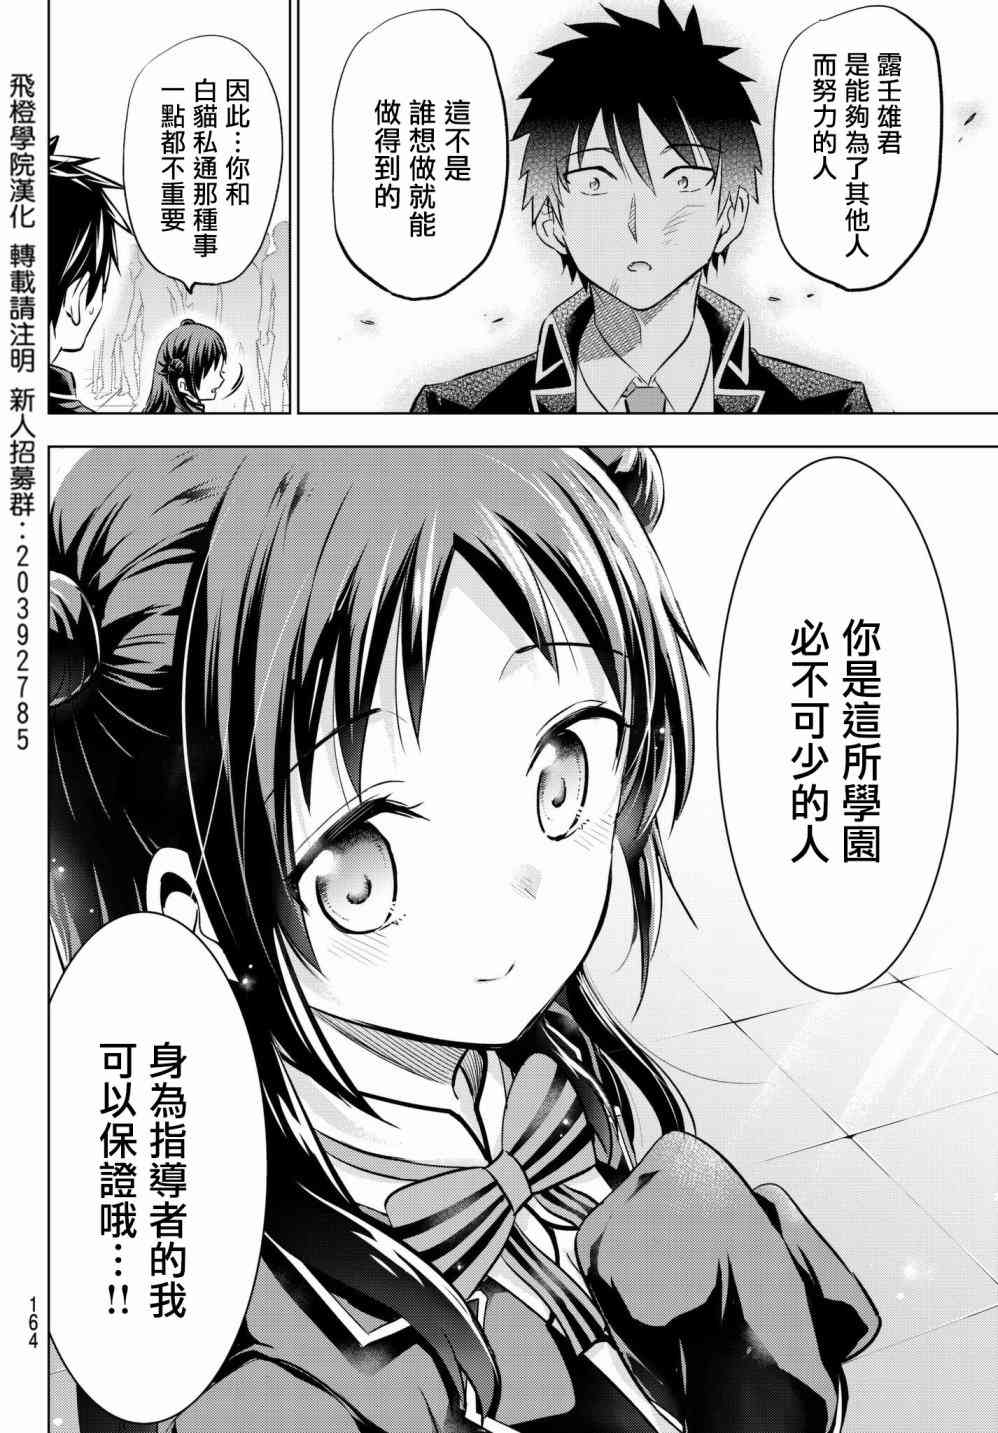 露壬雄君
是能夠為了其他人
而努力的人
這不是
誰想做就能
做得到的
因此…你和
白貓私通那種事
一點都不重要
你是這所學園
必不可少的人
身為指導者的我
可以保證哦…!!
飛橙學院漢化 轉載請注明 新人招募群：2039272785
164